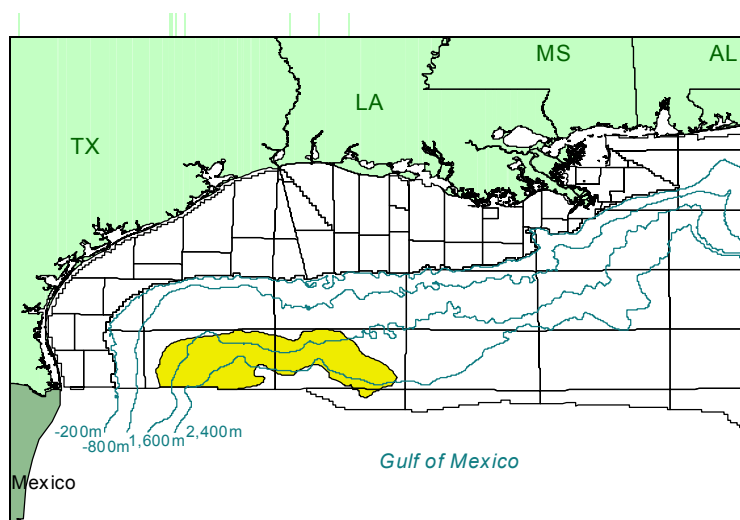 MS
AL
LA
TX
-200m
-800m
1,600m
2,400m
Gulf of Mexico
Mexico